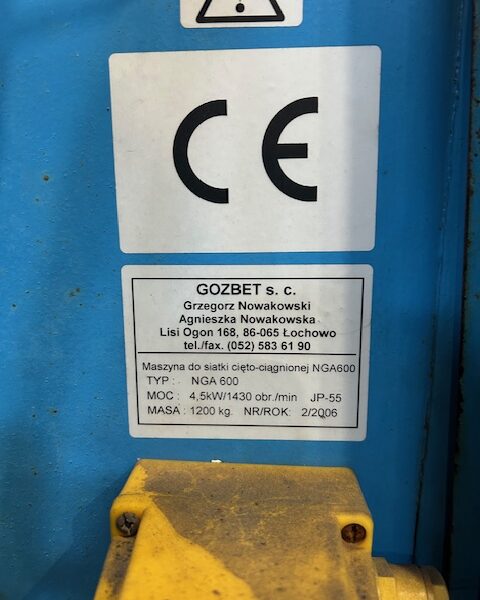 CE
GOZBET s. c.
Grzegorz Nowakowski
Agnieszka Nowakowska
Lisi Ogon 168, 86-065 Łochowo
tel./fax. (052) 583 61 90
Maszyna do siatki cięto-ciągnionej NGA600
TYP : NGA 600
MOC : 4,5kW/1430 obr./min JP-55
MASA : 1200 kg. NR/ROK: 2/2006